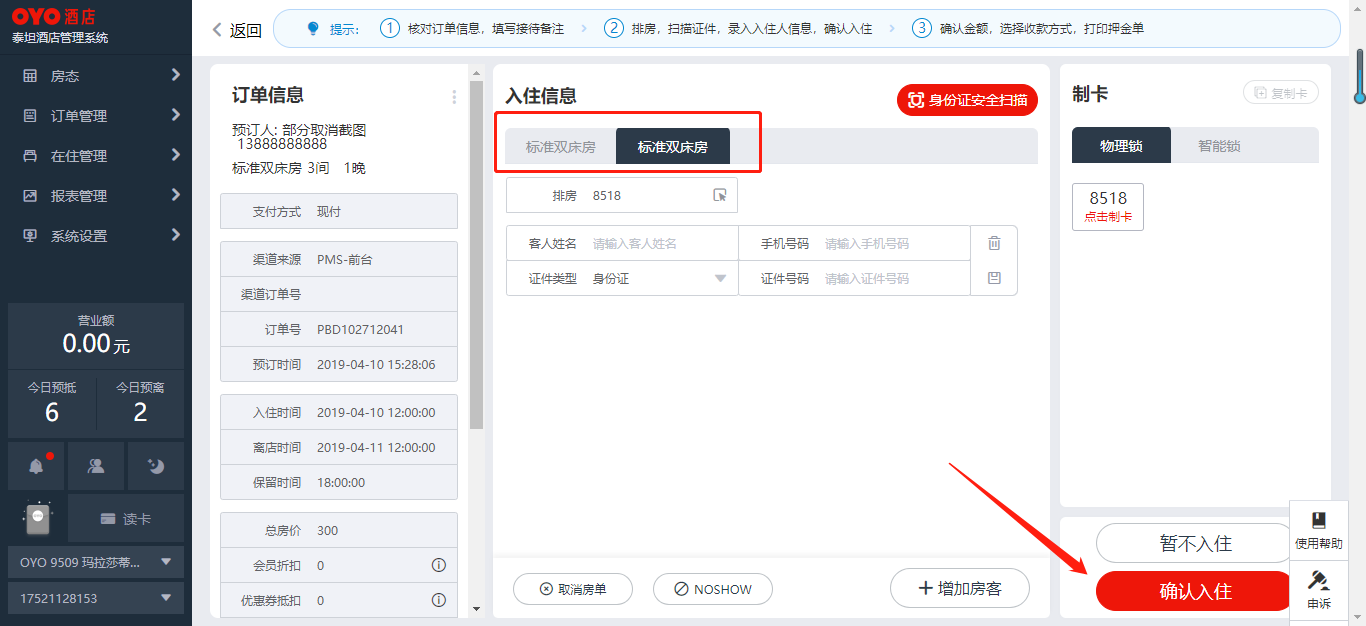 OYO 酒店
泰坦酒店管理系统
房态
订单管理
在住管理
报表管理
系统设置
营业额
0.00元
今日预抵 今日预离
6 2
读卡
OYO 9509 玛拉莎蒂...
17521128153
返回
提示: 1 核对订单信息，填写接待备注 2 排房，扫描证件，录入入住人信息，确认入住 3 确认金额，选择收款方式，打印押金单
订单信息
预订人: 部分取消截图
13888888888
标准双床房 3间 1晚
支付方式 现付
渠道来源 PMS-前台
渠道订单号
订单号 PBD102712041
预订时间 2019-04-10 15:28:06
入住时间 2019-04-10 12:00:00
离店时间 2019-04-11 12:00:00
保留时间 18:00:00
总房价 300
会员折扣 0
优惠券抵扣 0
入住信息
身份证安全扫描
标准双床房 标准双床房
排房 8518
客人姓名 请输入客人姓名 手机号码 请输入手机号码
证件类型 身份证 证件号码 请输入证件号码
取消房单 NOSHOW 增加房客
制卡
复制卡
物理锁 智能锁
8518
点击制卡
暂不入住
确认入住
使用帮助
申诉